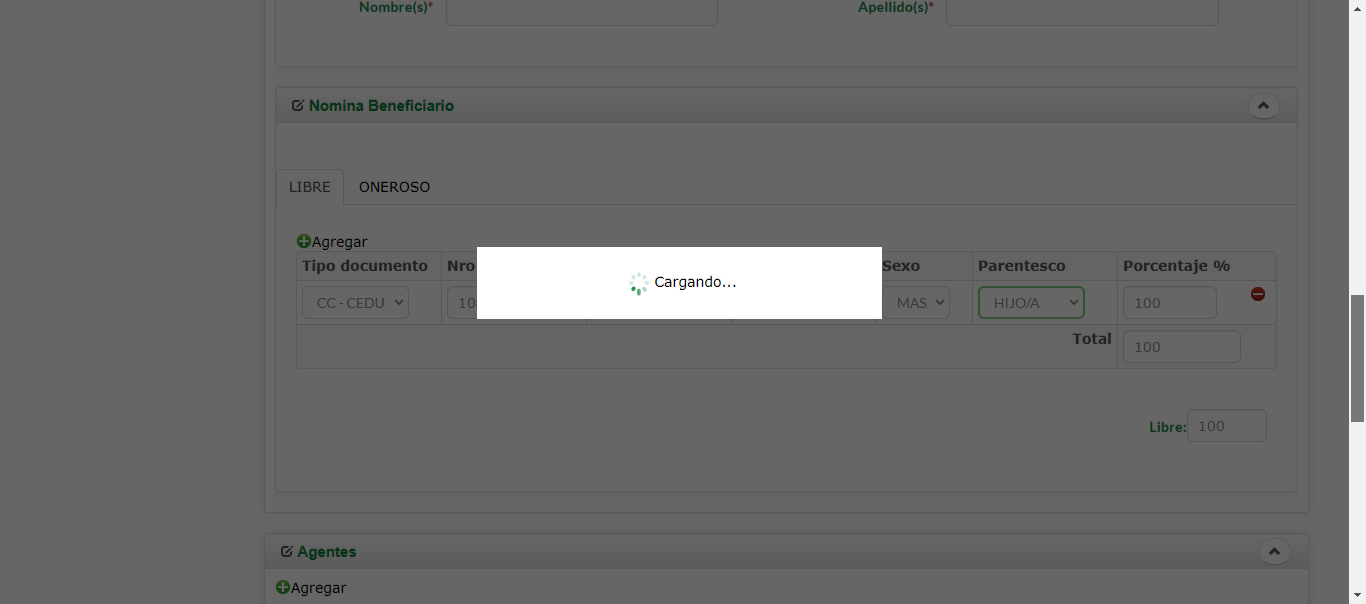 Nombre(s)* Apellido(s)*
Nomina Beneficiario
LIBRE ONEROSO
Agregar
Tipo documento Nro Sexo Parentesco Porcentaje %
Cargando...
CC - CEDU 10 MAS HIJO/A 100
Total 100
Libre: 100
Agentes
Agregar